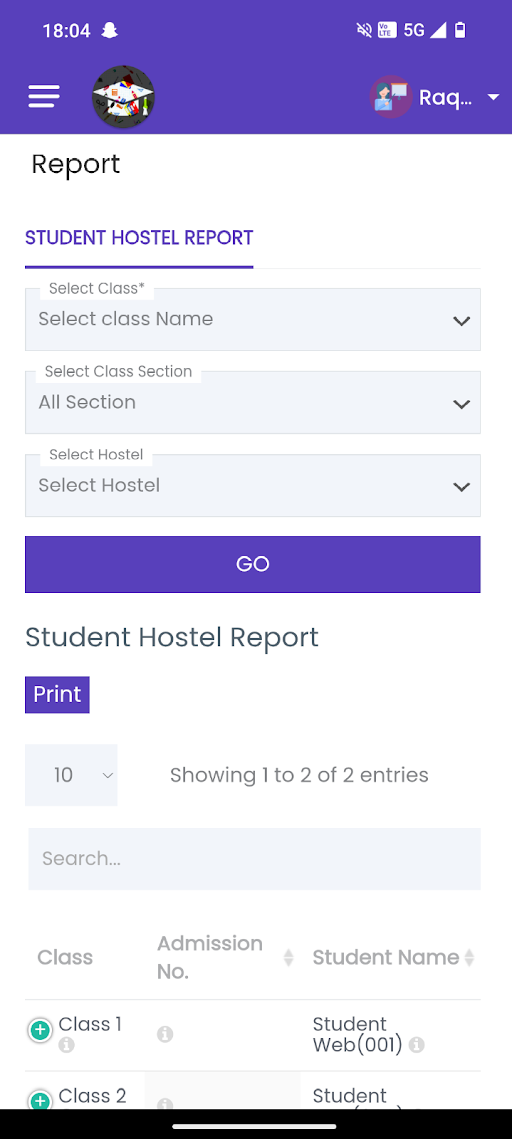 18:04
Vo LTE 5G
Raq...
Report
STUDENT HOSTEL REPORT
Select Class*
Select class Name
Select Class Section
All Section
Select Hostel
Select Hostel
GO
Student Hostel Report
Print
10 Showing 1 to 2 of 2 entries
Search...
Class Admission No. Student Name
Class 1 Student
Web(001)
Class 2 Student